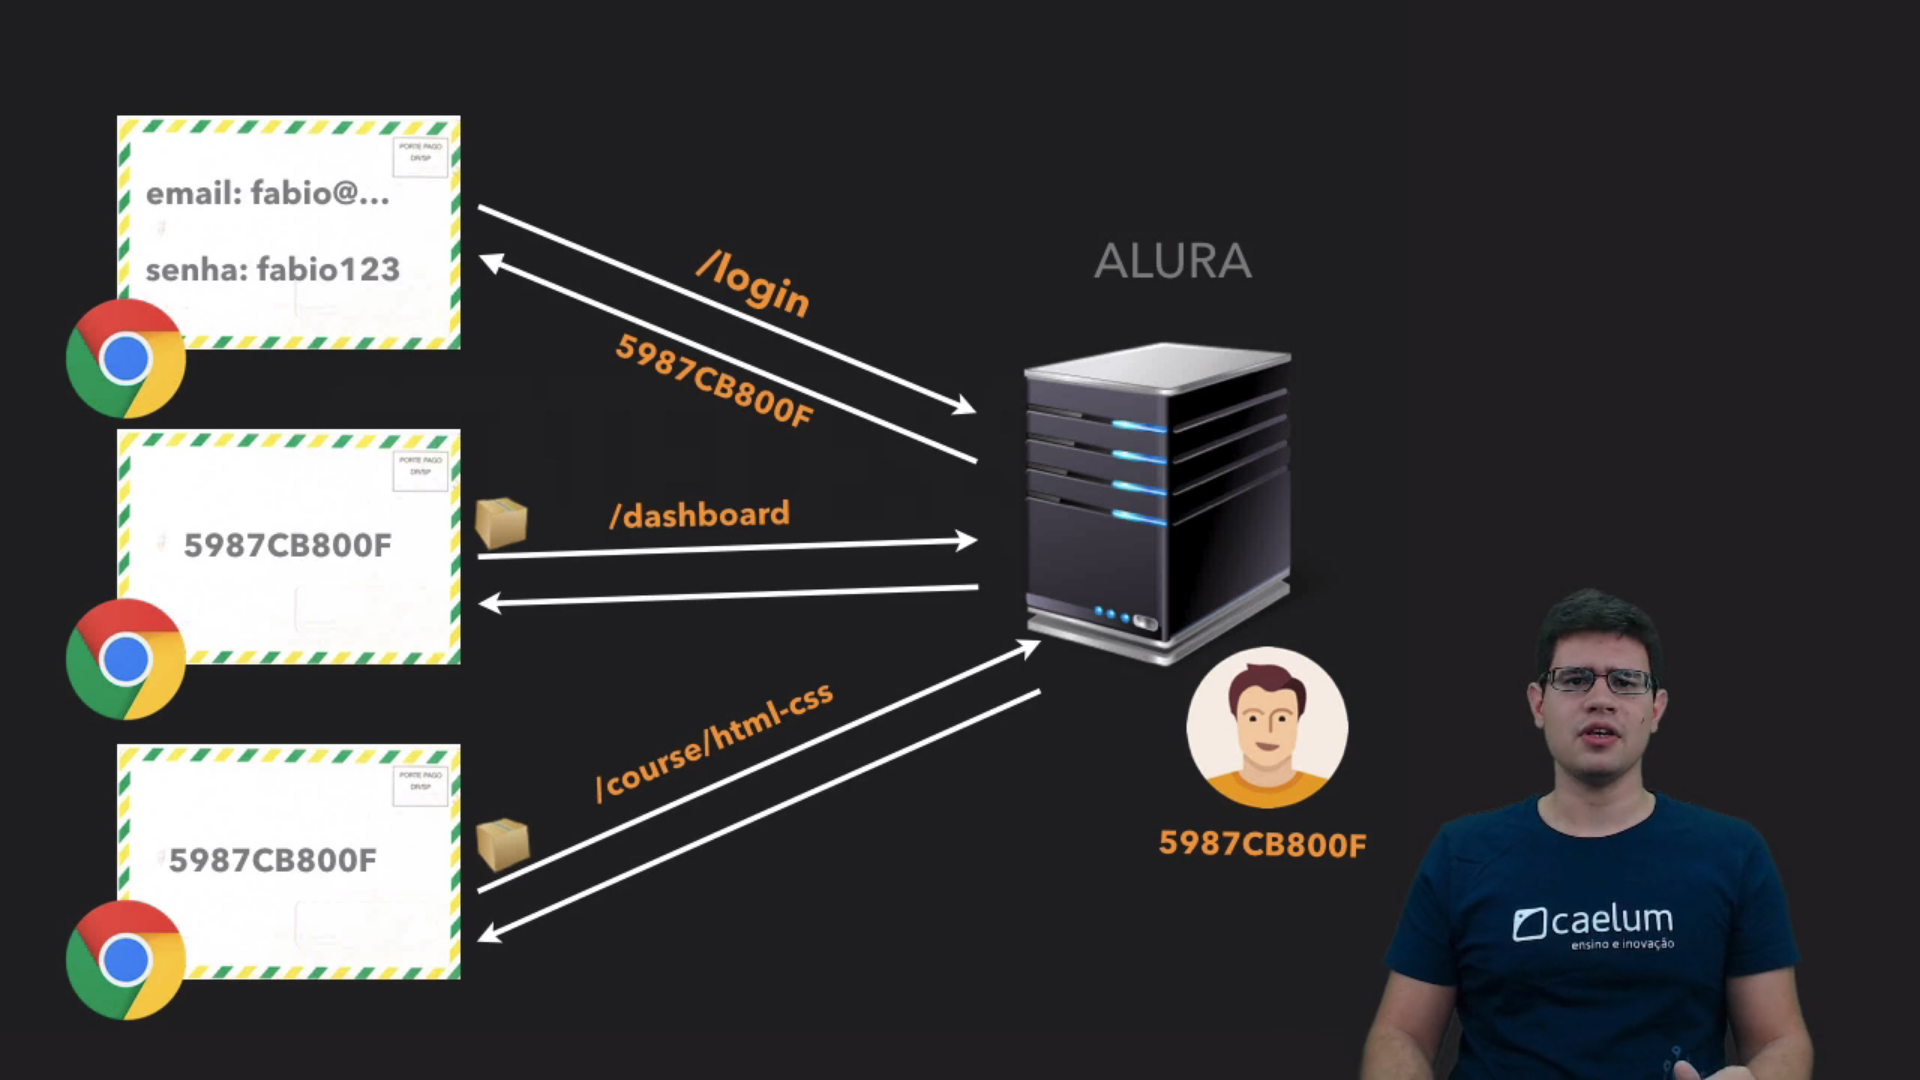 PORTE PAGO
DR/SP
email: fabio@...
senha: fabio123
/login
5987CB800F
ALURA
PORTE PAGO
DR/SP
5987CB800F
/dashboard
PORTE PAGO
DR/SP
5987CB800F
/course/html-css
5987CB800F
caelum
ensino e inovação